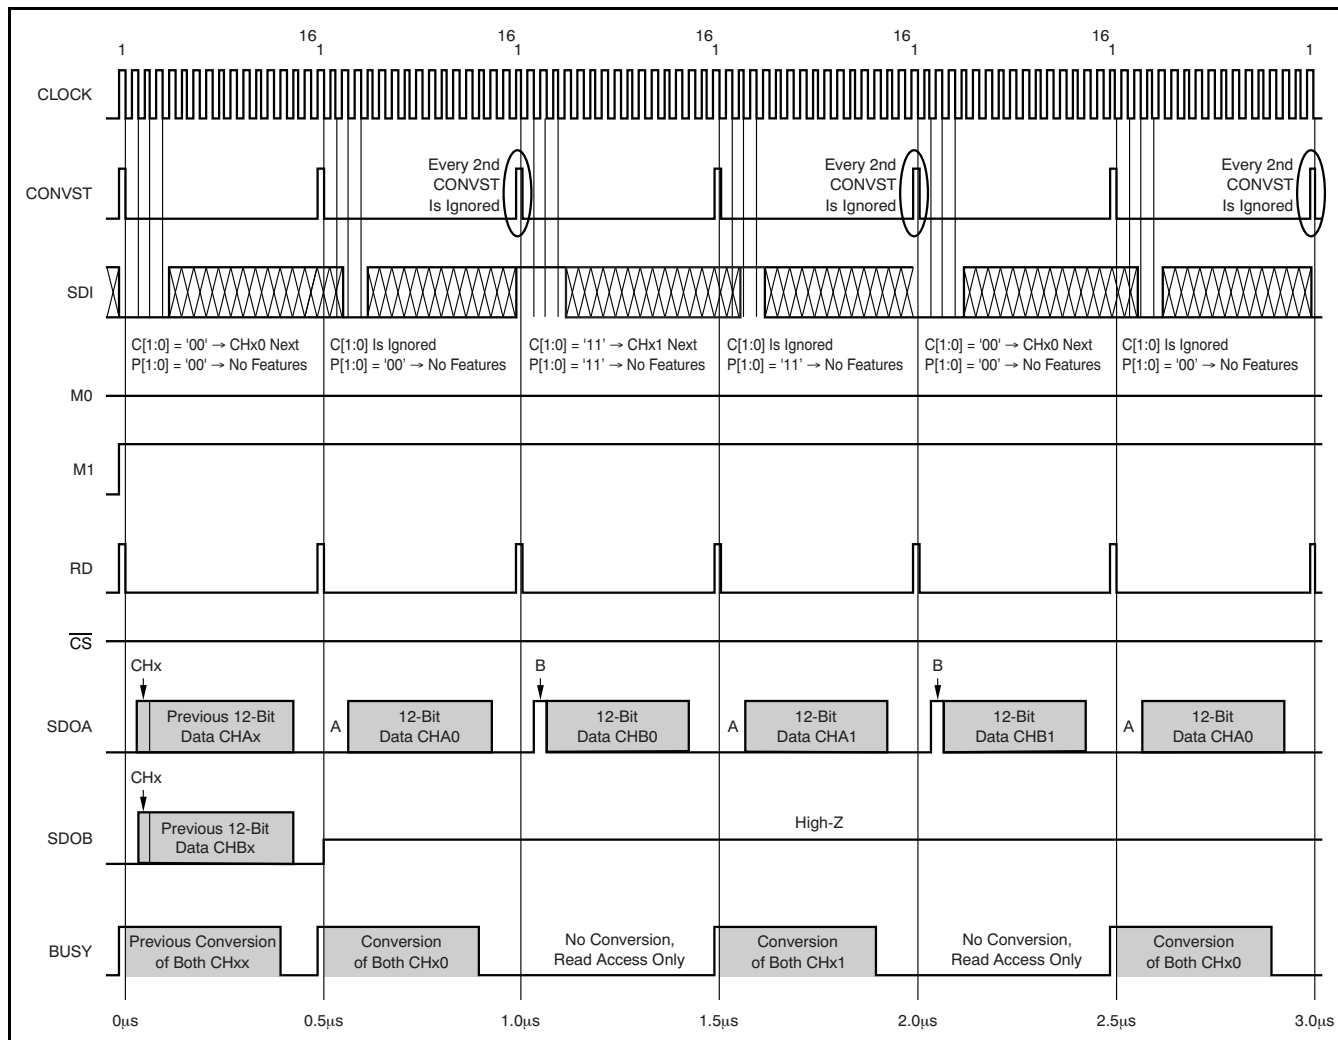 16 16 16 16 16
1 1 1 1 1 1 1
CLOCK
Every 2nd
CONVST
Is Ignored
Every 2nd
CONVST
Is Ignored
Every 2nd
CONVST
Is Ignored
CONVST
SDI
C[1:0] = '00' → CHx0 Next
P[1:0] = '00' → No Features
C[1:0] Is Ignored
P[1:0] = '00' → No Features
C[1:0] = '11' → CHx1 Next
P[1:0] = '11' → No Features
C[1:0] Is Ignored
P[1:0] = '11' → No Features
C[1:0] = '00' → CHx0 Next
P[1:0] = '00' → No Features
C[1:0] Is Ignored
P[1:0] = '00' → No Features
M0
M1
RD
CS
CHx
B
B
SDOA
Previous 12-Bit
Data CHAx
A
12-Bit
Data CHA0
12-Bit
Data CHB0
A
12-Bit
Data CHA1
12-Bit
Data CHB1
A
12-Bit
Data CHA0
CHx
SDOB
Previous 12-Bit
Data CHBx
High-Z
BUSY
Previous Conversion
of Both CHxx
Conversion
of Both CHx0
No Conversion,
Read Access Only
Conversion
of Both CHx1
No Conversion,
Read Access Only
Conversion
of Both CHx0
0µs 0.5µs 1.0µs 1.5µs 2.0µs 2.5µs 3.0µs